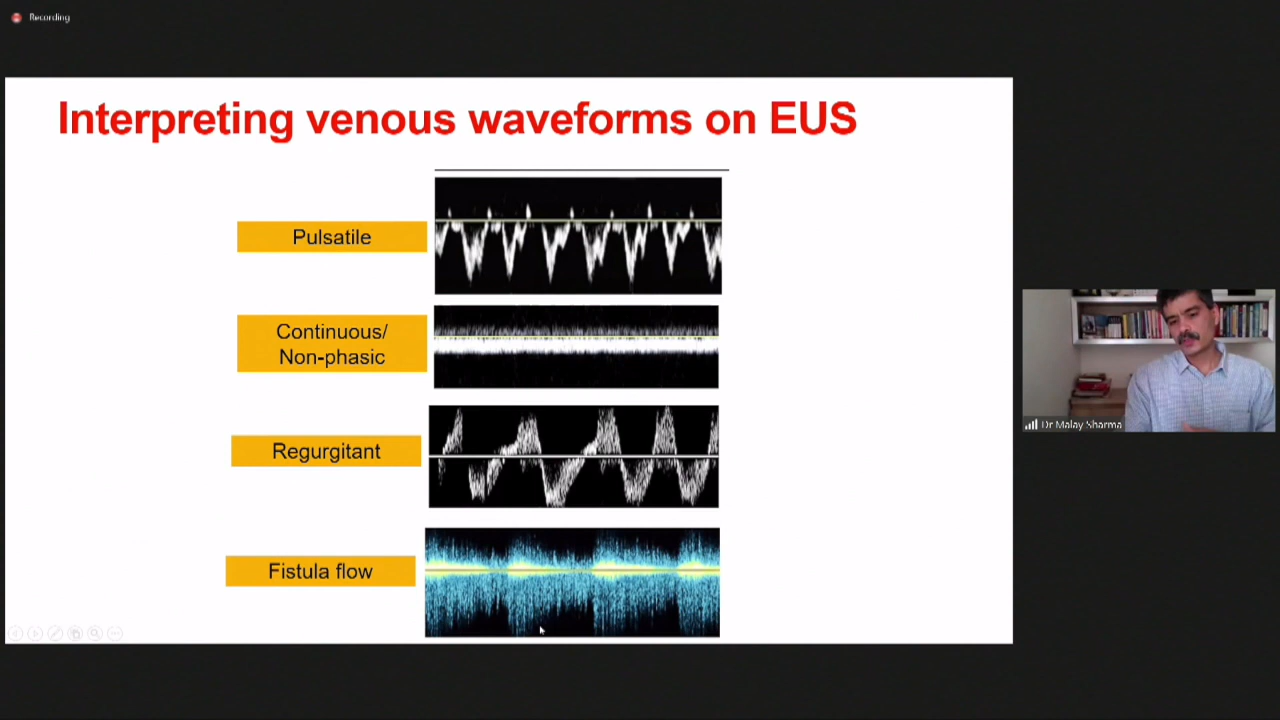 Recording
Interpreting venous waveforms on EUS
Pulsatile
Continuous/
Non-phasic
Regurgitant
Fistula flow
Dr Malay Sharma